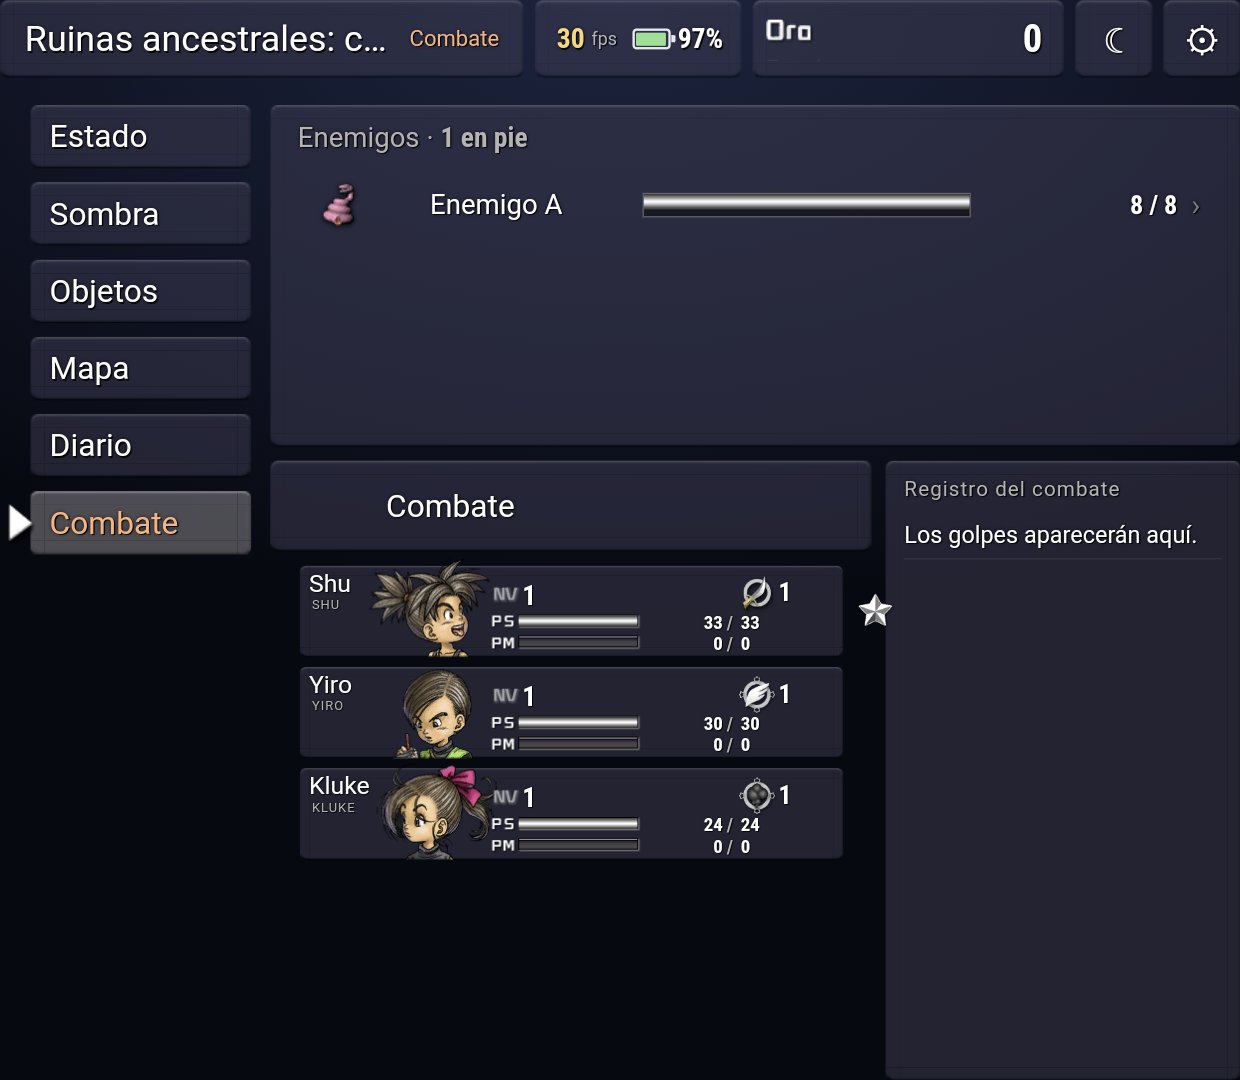 Ruinas ancestrales: c... Combate
30 fps 97%
Oro 0
Estado
Sombra
Objetos
Mapa
Diario
Combate
Enemigos · 1 en pie
Enemigo A 8 / 8 ›
Combate
Shu
SHU
NV 1 1
PS 33 / 33
PM 0 / 0
Yiro
YIRO
NV 1 1
PS 30 / 30
PM 0 / 0
Kluke
KLUKE
NV 1 1
PS 24 / 24
PM 0 / 0
Registro del combate
Los golpes aparecerán aquí.